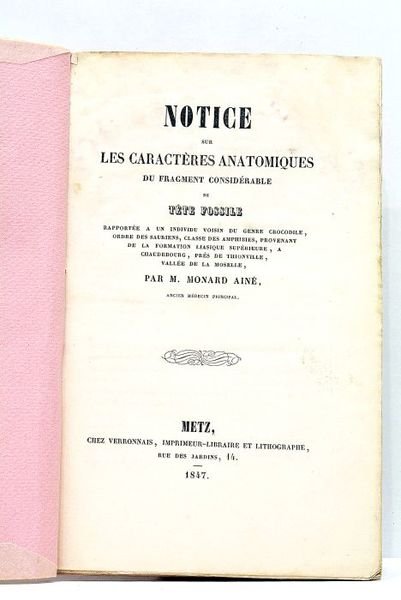 NOTICE
SUR
LES CARACTÈRES ANATOMIQUES
DU FRAGMENT CONSIDÉRABLE
DE
TÊTE FOSSILE
RAPPORTÉE A UN INDIVIDU VOISIN DU GENRE CROCODILE,
ORDRE DES SAURIENS, CLASSE DES AMPHIBIES, PROVENANT
DE LA FORMATION LIASIQUE SUPÉRIEURE, A
CHAUDEBOURG, PRÈS DE THIONVILLE,
VALLÉE DE LA MOSELLE,
PAR M. MONARD AINÉ,
ANCIEN MÉDECIN PRINCIPAL.
METZ,
CHEZ VERRONNAIS, IMPRIMEUR-LIBRAIRE ET LITHOGRAPHE,
RUE DES JARDINS, 14.
1847.